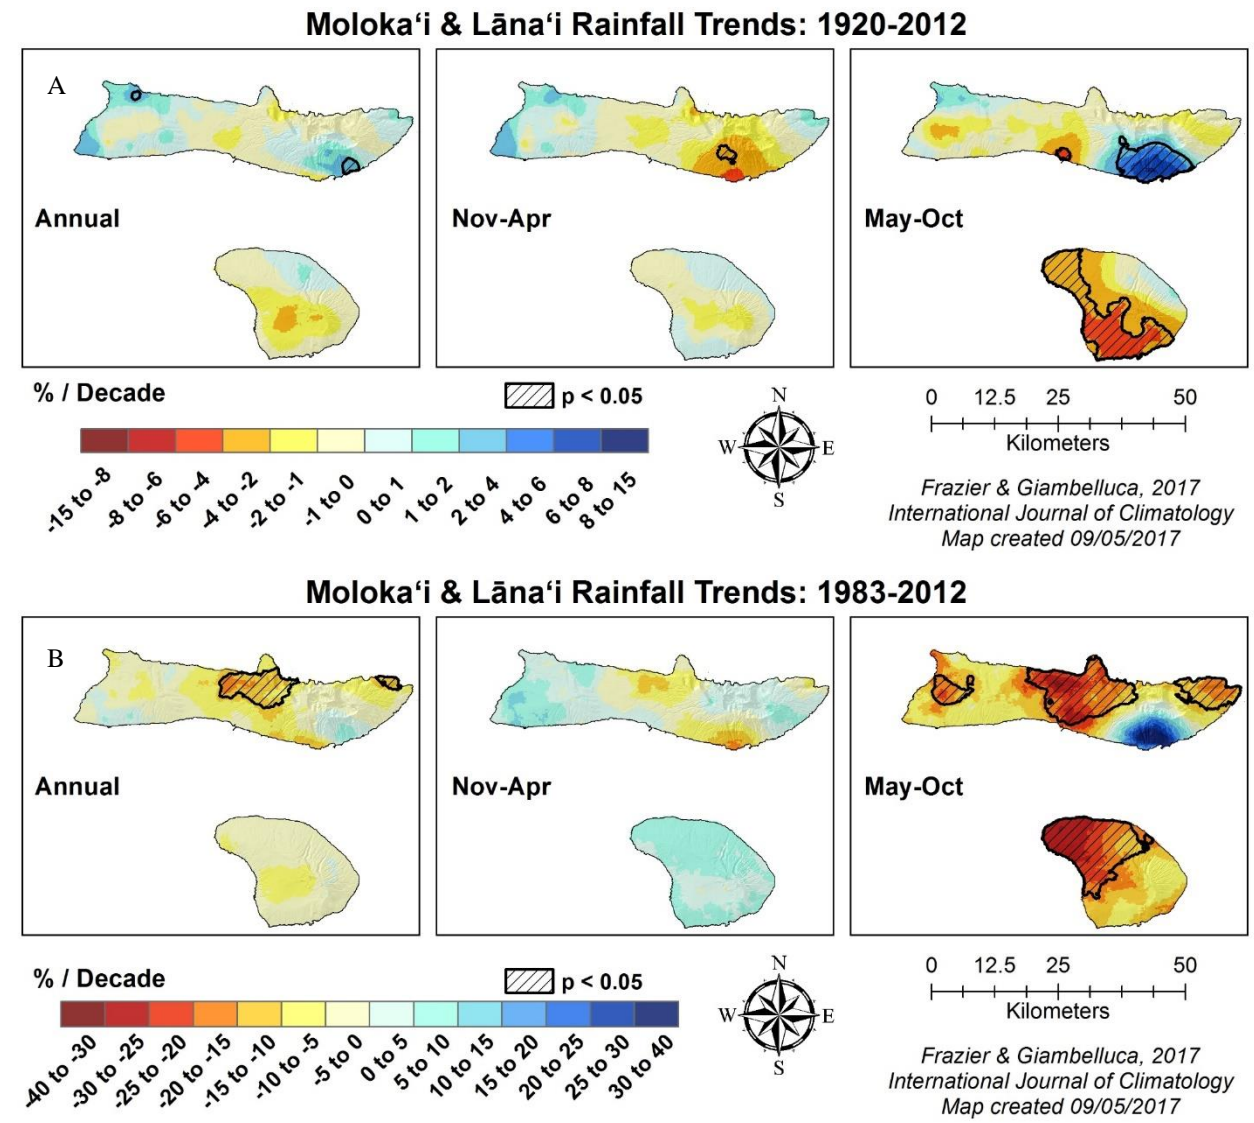 Molokaʻi & Lānaʻi Rainfall Trends: 1920-2012
A
Annual
Nov-Apr
May-Oct
% / Decade
p < 0.05
-15 to -8
-8 to -6
-6 to -4
-4 to -2
-2 to -1
-1 to 0
0 to 1
1 to 2
2 to 4
4 to 6
6 to 8
8 to 15
N
W
E
S
0 12.5 25 50
Kilometers
Frazier & Giambelluca, 2017
International Journal of Climatology
Map created 09/05/2017
Molokaʻi & Lānaʻi Rainfall Trends: 1983-2012
B
Annual
Nov-Apr
May-Oct
% / Decade
p < 0.05
-40 to -30
-30 to -25
-25 to -20
-20 to -15
-15 to -10
-10 to -5
-5 to 0
0 to 5
5 to 10
10 to 15
15 to 20
20 to 25
25 to 30
30 to 40
N
W
E
S
0 12.5 25 50
Kilometers
Frazier & Giambelluca, 2017
International Journal of Climatology
Map created 09/05/2017